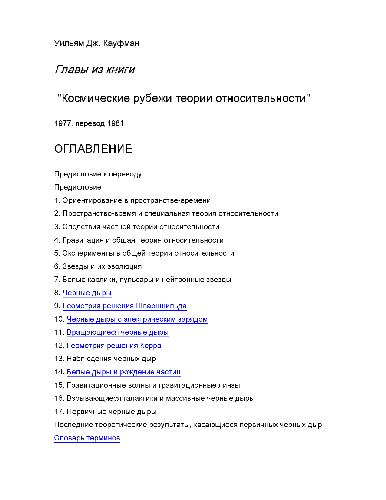 Уильям Дж. Кауфман
Главы из книги
"Космические рубежи теории относительности"
1977, перевод 1981
ОГЛАВЛЕНИЕ
Предисловие к переводу
Предисловие
1. Ориентирование в пространстве-времени
2. Пространство-время и специальная теория относительности
3. Следствия частной теории относительности
4. Гравитация и общая теория относительности
5. Эксперименты в общей теории относительности
6. Звезды и их эволюция
7. Белые карлики, пульсары и нейтронные звезды
8. Черные дыры
9. Геометрия решения Шварцшильда
10. Черные дыры с электрическим зарядом
11. Вращающиеся черные дыры
12. Геометрия решения Керра
13. Наблюдения черных дыр
14. Белые дыры и рождение частиц
15. Гравитационные волны и гравитационные линзы
16. Взрывающиеся галактики и массивные черные дыры
17. Первичные черные дыры
Последние теоретические результаты, касающиеся первичных черных дыр
Словарь терминов